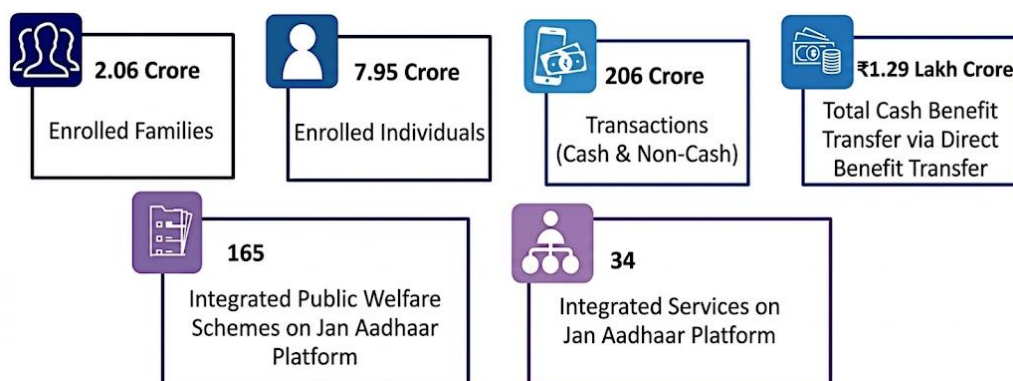 2.06 Crore
Enrolled Families
7.95 Crore
Enrolled Individuals
206 Crore
Transactions
(Cash & Non-Cash)
₹1.29 Lakh Crore
Total Cash Benefit
Transfer via Direct
Benefit Transfer
165
Integrated Public Welfare
Schemes on Jan Aadhaar
Platform
34
Integrated Services on
Jan Aadhaar Platform